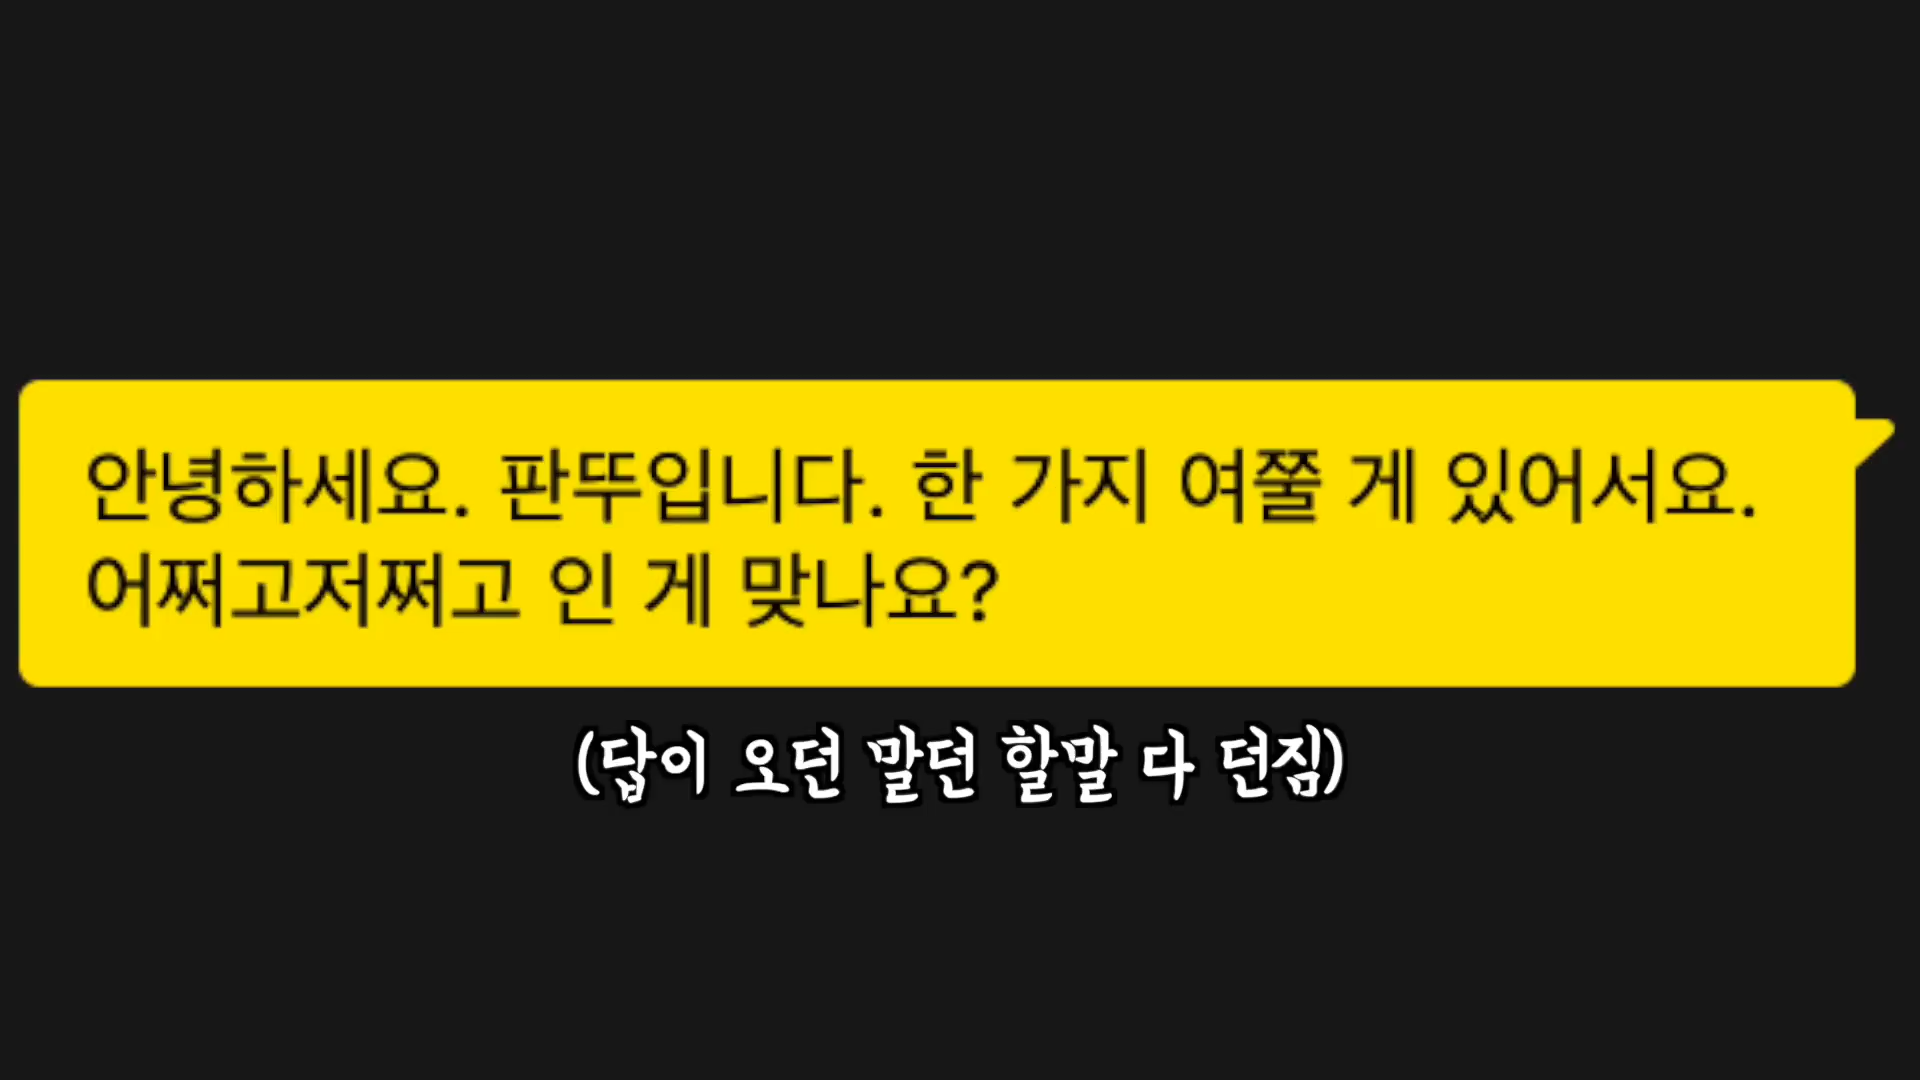 안녕하세요. 판뚜입니다. 한 가지 여쭐 게 있어서요.
어쩌고저쩌고 인 게 맞나요?
(답이 오던 말던 할말 다 던짐)